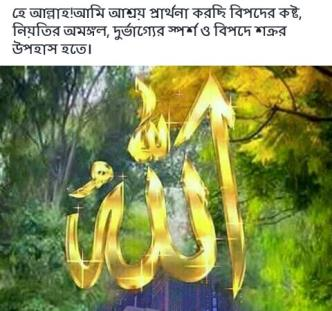 হে আল্লাহ!আমি আশ্রয় প্রার্থনা করছি বিপদের কষ্ট,
নিয়তির অমঙ্গল, দুর্ভাগ্যের স্পর্শ ও বিপদে শত্রুর
উপহাস হতে।
الله